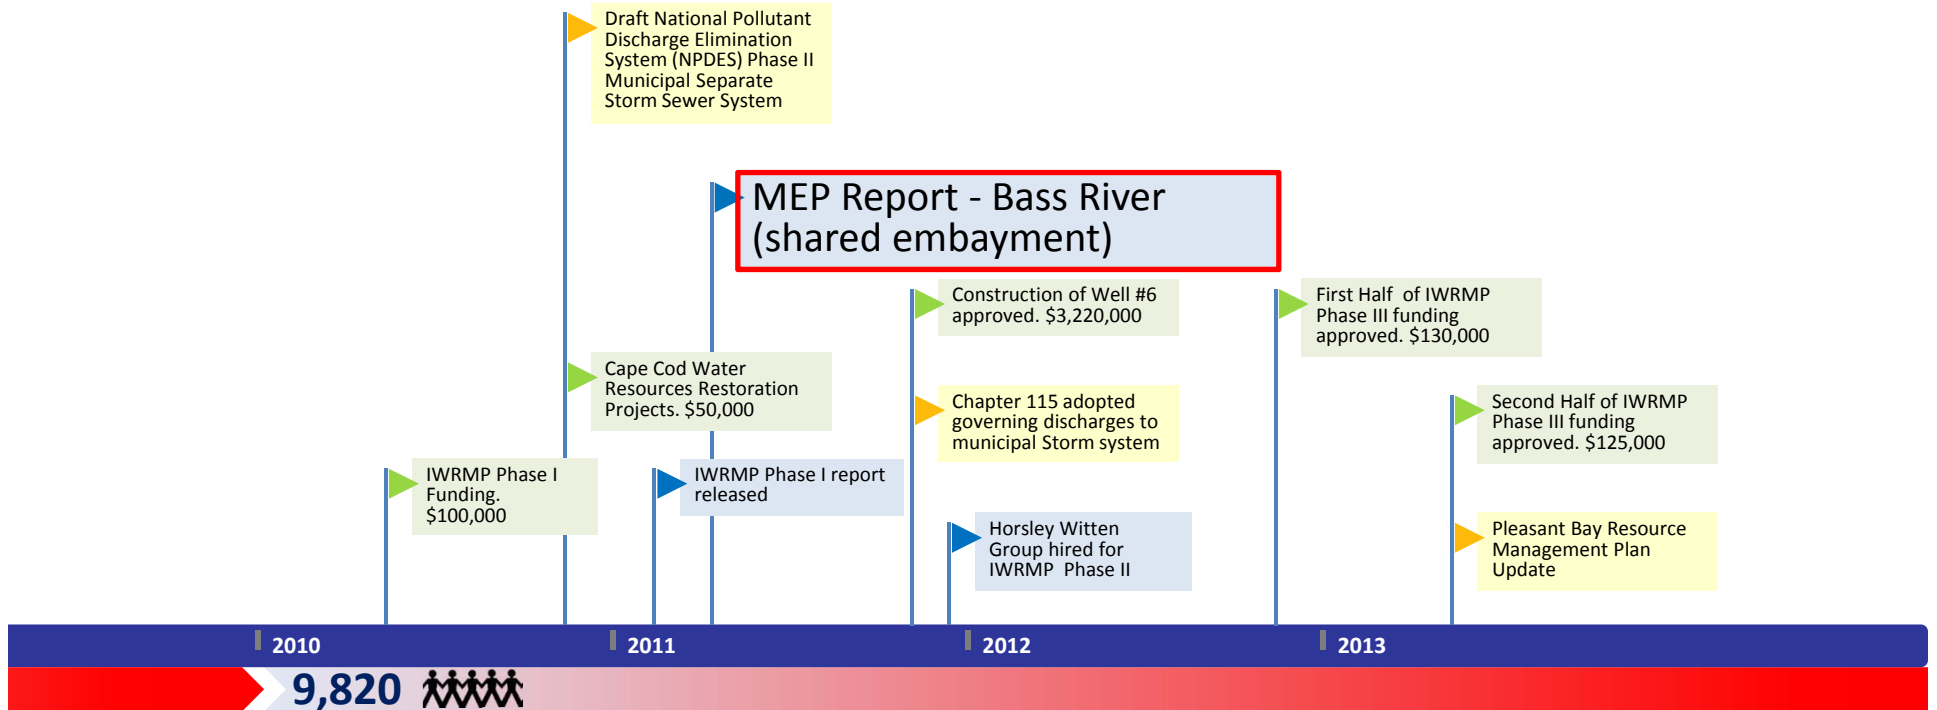 Draft National Pollutant
Discharge Elimination
System (NPDES) Phase II
Municipal Separate
Storm Sewer System
MEP Report - Bass River
(shared embayment)
Construction of Well #6
approved. $3,220,000
First Half  of IWRMP
Phase III funding
approved. $130,000
Cape Cod Water
Resources Restoration
Projects. $50,000
Chapter 115 adopted
governing discharges to
municipal Storm system
Second Half of IWRMP
Phase III funding
approved. $125,000
IWRMP Phase I
Funding.
$100,000
IWRMP Phase I report
released
Horsley Witten
Group hired for
IWRMP  Phase II
Pleasant Bay Resource
Management Plan
Update
2010
2011
2012
2013
9,820